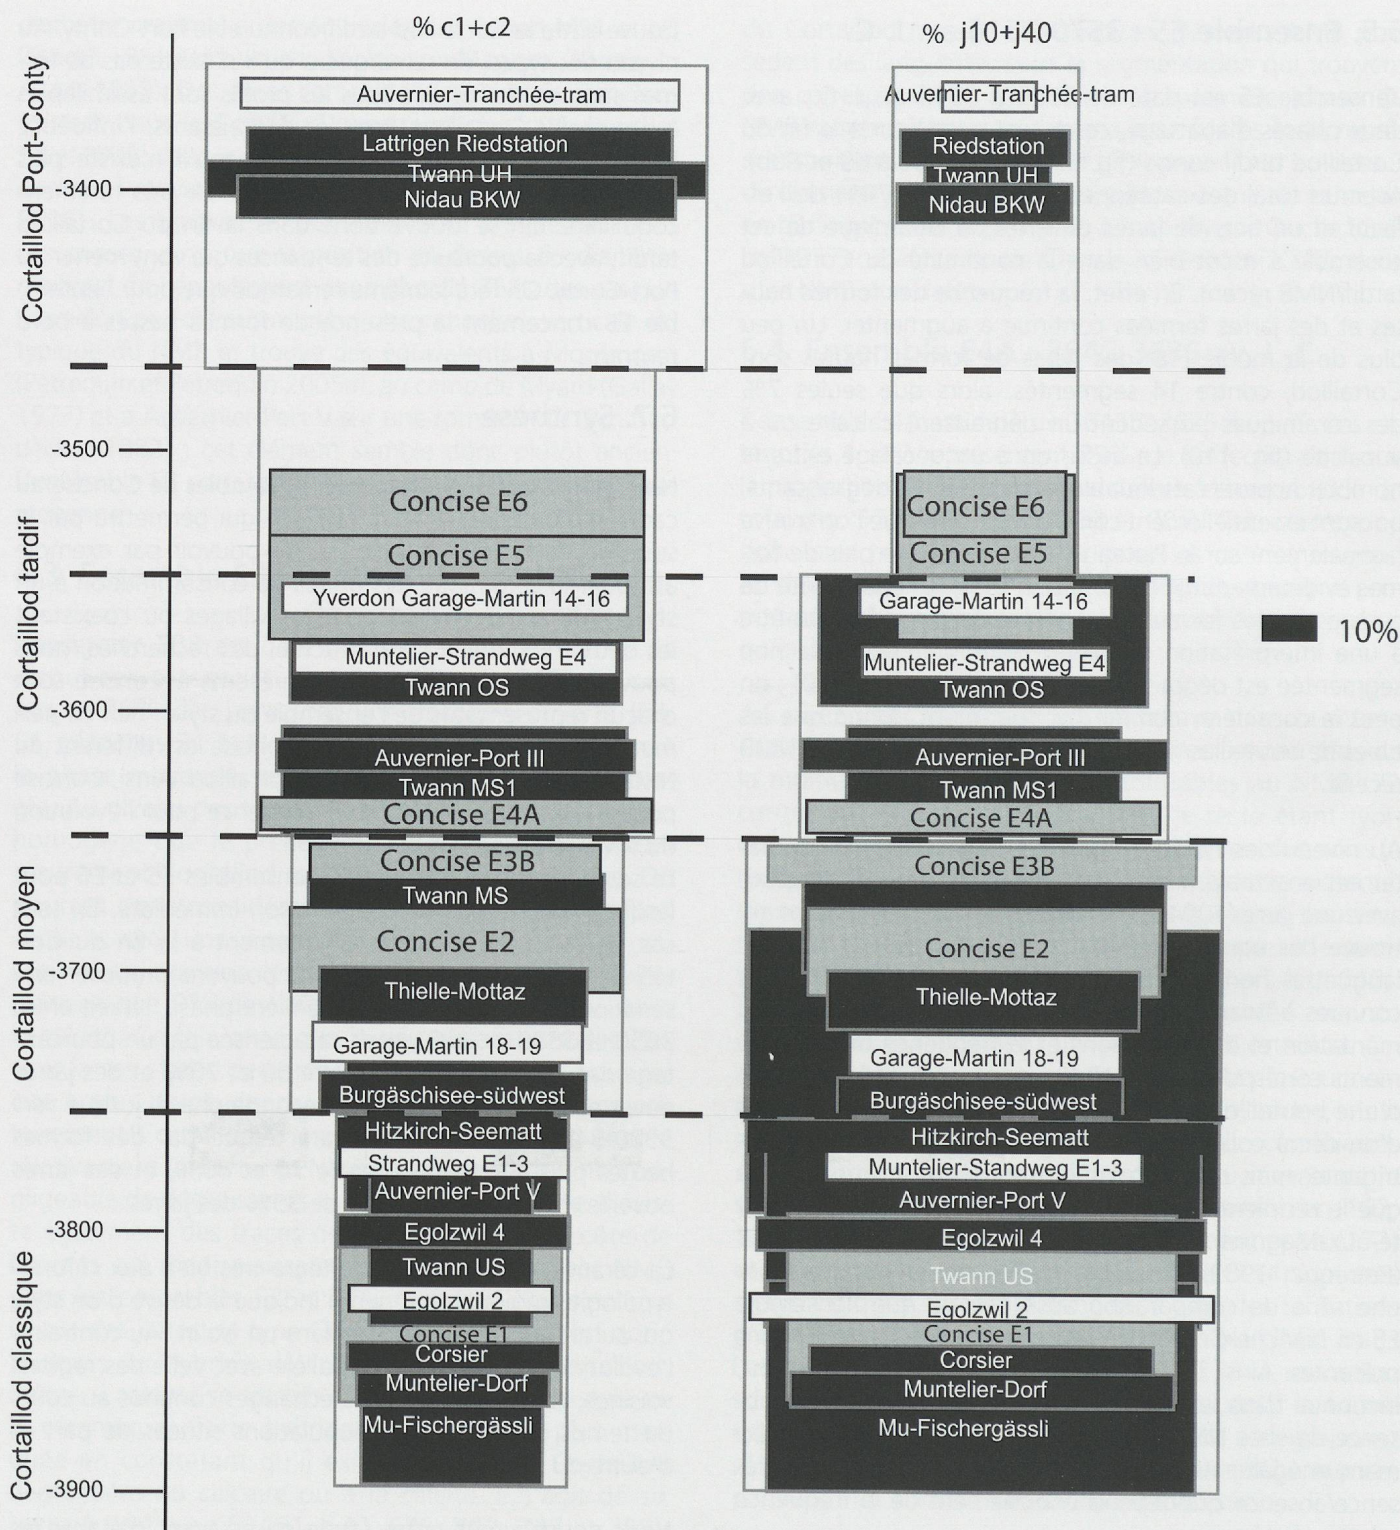 % c1+c2
% j10+j40
Cortaillod Port-Conty
Cortaillod tardif
Cortaillod moyen
Cortaillod classique
-3400
-3500
-3600
-3700
-3800
-3900
Auvernier-Tranchée-tram
Lattrigen Riedstation
Twann UH
Nidau BKW
Concise E6
Concise E5
Yverdon Garage-Martin 14-16
Muntelier-Strandweg E4
Twann OS
Auvernier-Port III
Twann MS1
Concise E4A
Concise E3B
Twann MS
Concise E2
Thielle-Mottaz
Garage-Martin 18-19
Burgäschisee-südwest
Hitzkirch-Seematt
Strandweg E1-3
Auvernier-Port V
Egolzwil 4
Twann US
Egolzwil 2
Concise E1
Corsier
Muntelier-Dorf
Mu-Fischergässli
Auvernier-Tranchée-tram
Riedstation
Twann UH
Nidau BKW
Concise E6
Concise E5
Garage-Martin 14-16
Muntelier-Strandweg E4
Twann OS
Auvernier-Port III
Twann MS1
Concise E4A
Concise E3B
Concise E2
Thielle-Mottaz
Garage-Martin 18-19
Burgäschisee-südwest
Hitzkirch-Seematt
Muntelier-Standweg E1-3
Auvernier-Port V
Egolzwil 4
Twann US
Egolzwil 2
Concise E1
Corsier
Muntelier-Dorf
Mu-Fischergässli
10%